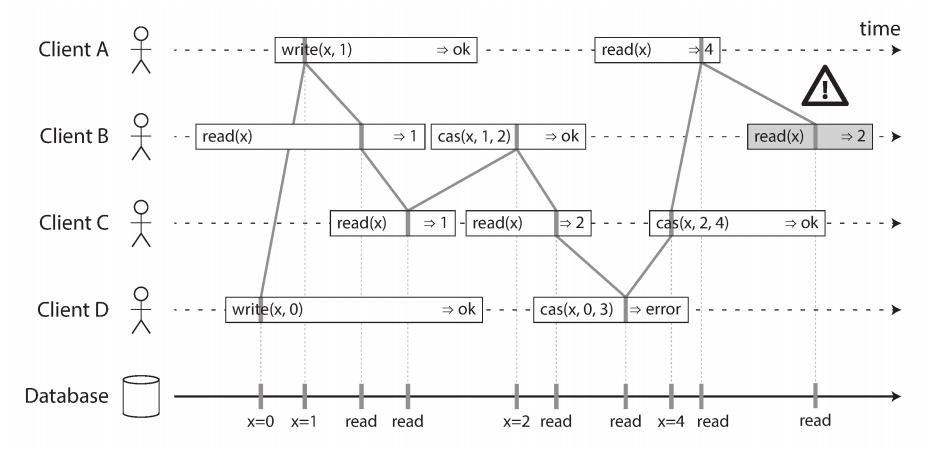 time
Client A write(x, 1) ⇒ ok read(x) ⇒ 4
Client B read(x) ⇒ 1 cas(x, 1, 2) ⇒ ok read(x) ⇒ 2
Client C read(x) ⇒ 1 read(x) ⇒ 2 cas(x, 2, 4) ⇒ ok
Client D write(x, 0) ⇒ ok cas(x, 0, 3) ⇒ error
Database
x=0 x=1 read read x=2 read read x=4 read read